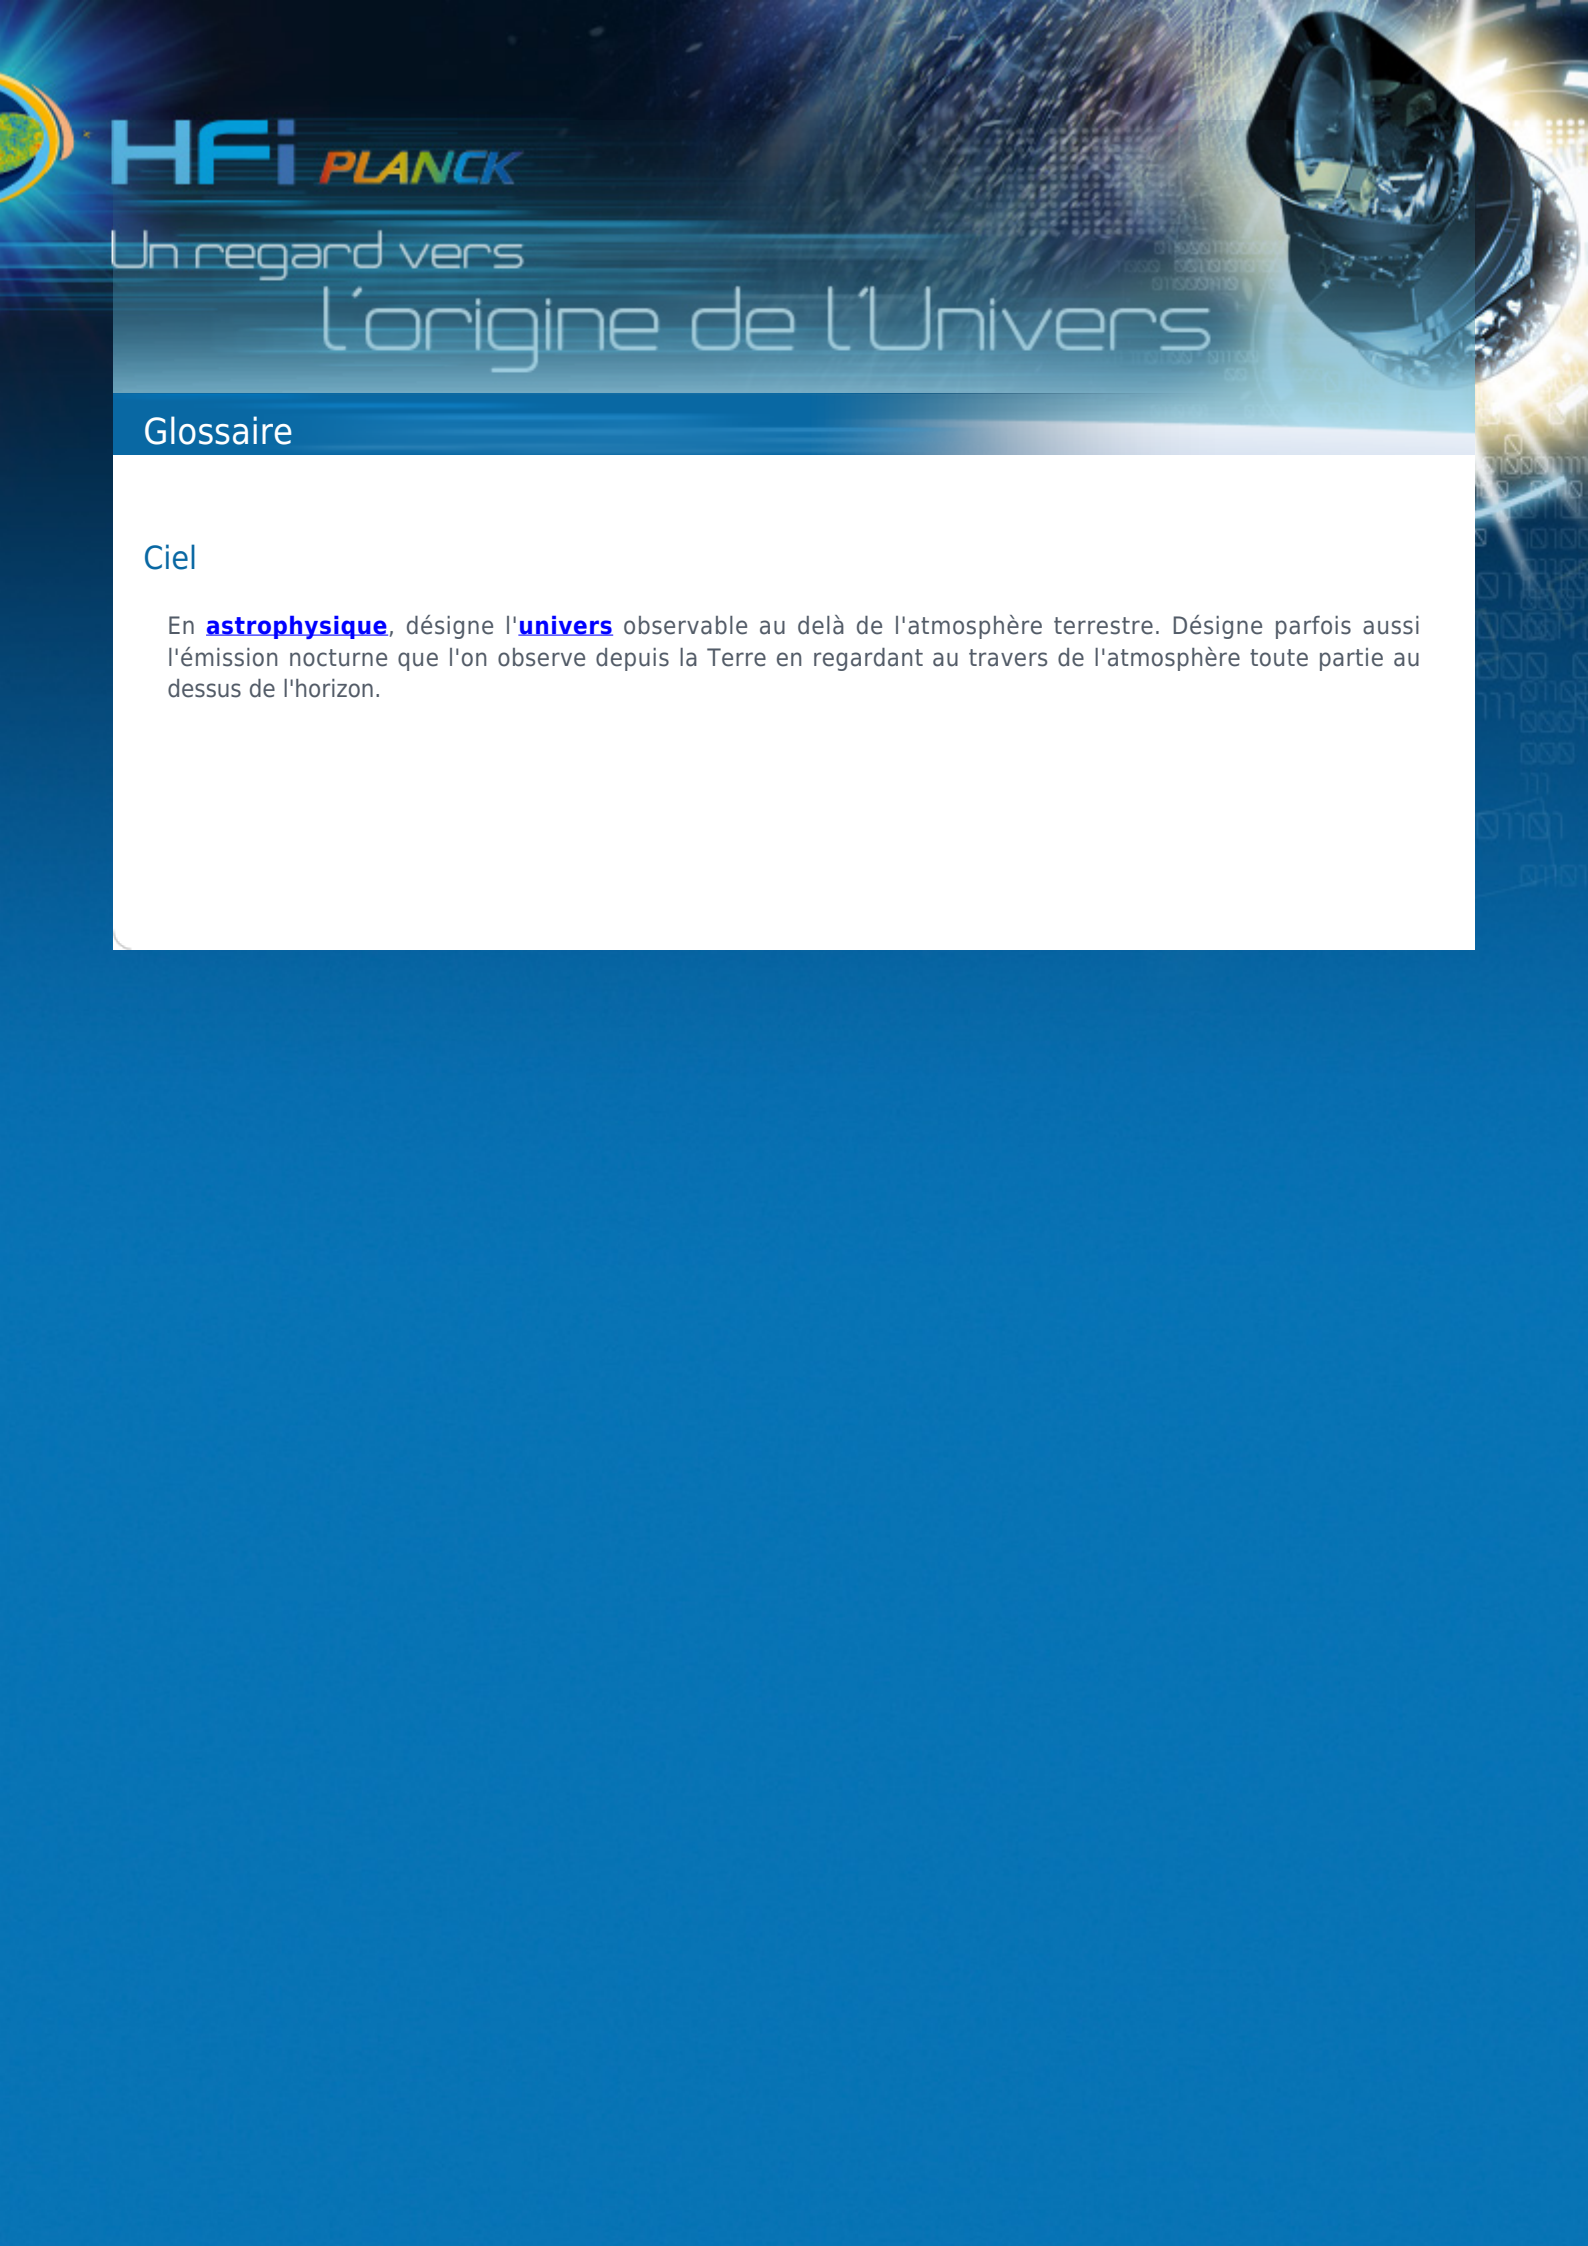 HFi PLANCK
Un regard vers
l'origine de l'Univers
Glossaire
Ciel
En astrophysique, désigne l'univers observable au delà de l'atmosphère terrestre. Désigne parfois aussi
l'émission nocturne que l'on observe depuis la Terre en regardant au travers de l'atmosphère toute partie au
dessus de l'horizon.